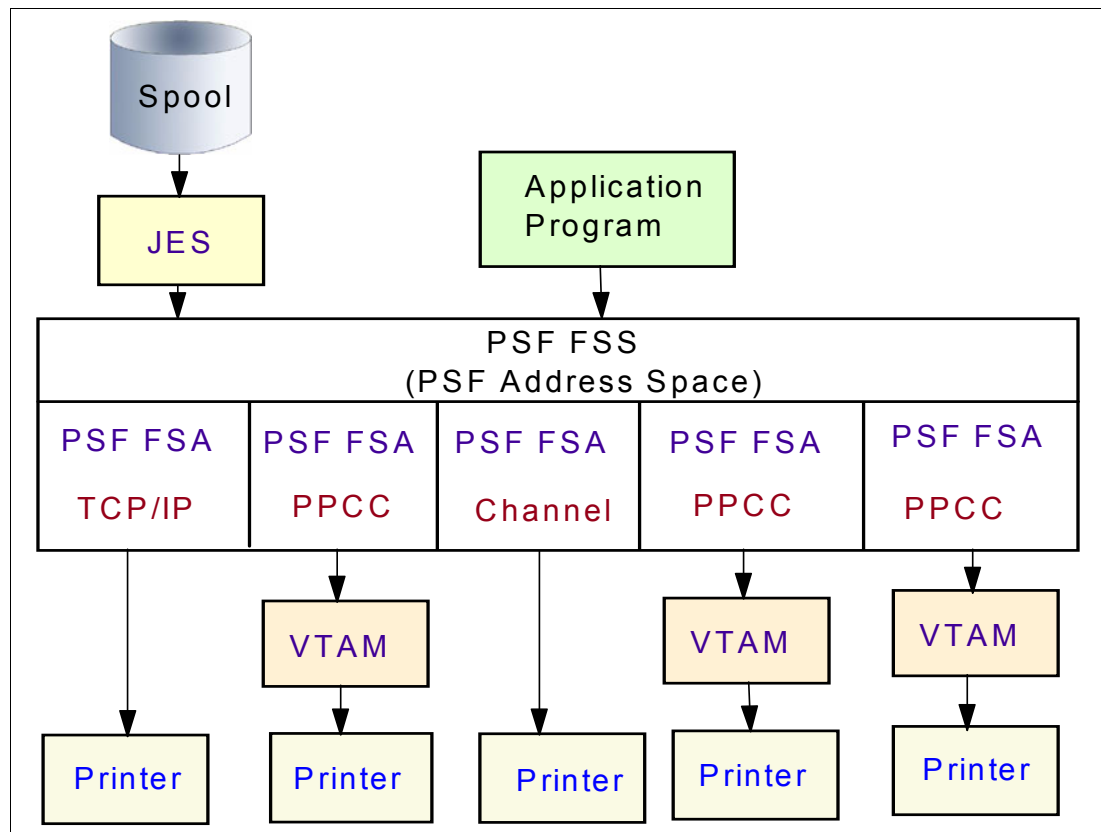 Spool
Application
Program
JES
PSF FSS
(PSF Address Space)
PSF FSA
TCP/IP
PSF FSA
PPCC
PSF FSA
Channel
PSF FSA
PPCC
PSF FSA
PPCC
VTAM
VTAM
VTAM
Printer
Printer
Printer
Printer
Printer